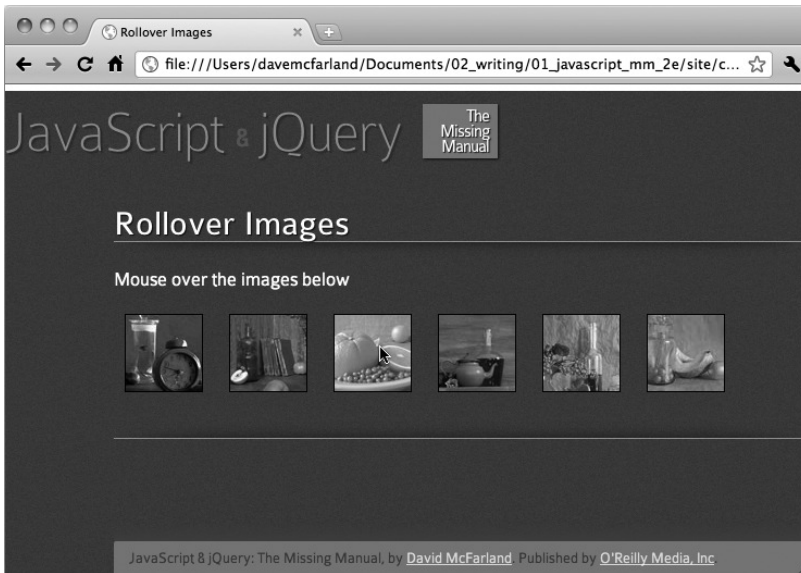 Rollover Images
file:///Users/davemcfarland/Documents/02_writing/01_javascript_mm_2e/site/c...
JavaScript & jQuery
The
Missing
Manual
Rollover Images
Mouse over the images below
JavaScript & jQuery: The Missing Manual, by David McFarland. Published by O'Reilly Media, Inc.